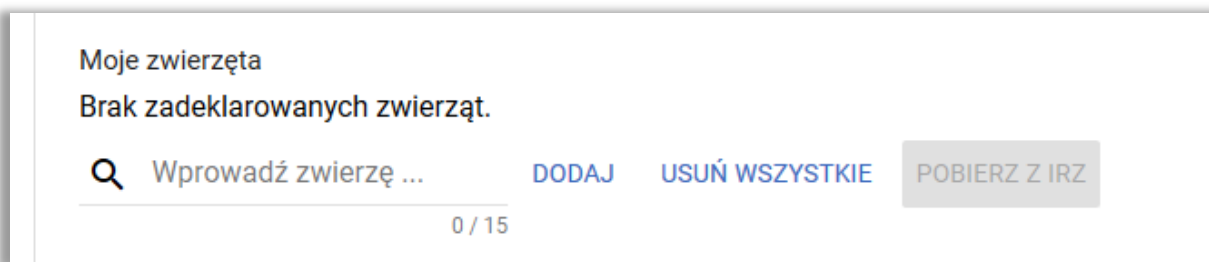 Moje zwierzęta
Brak zadeklarowanych zwierząt.
Wprowadź zwierzę ... DODAJ USUŃ WSZYSTKIE POBIERZ Z IRZ
0 / 15